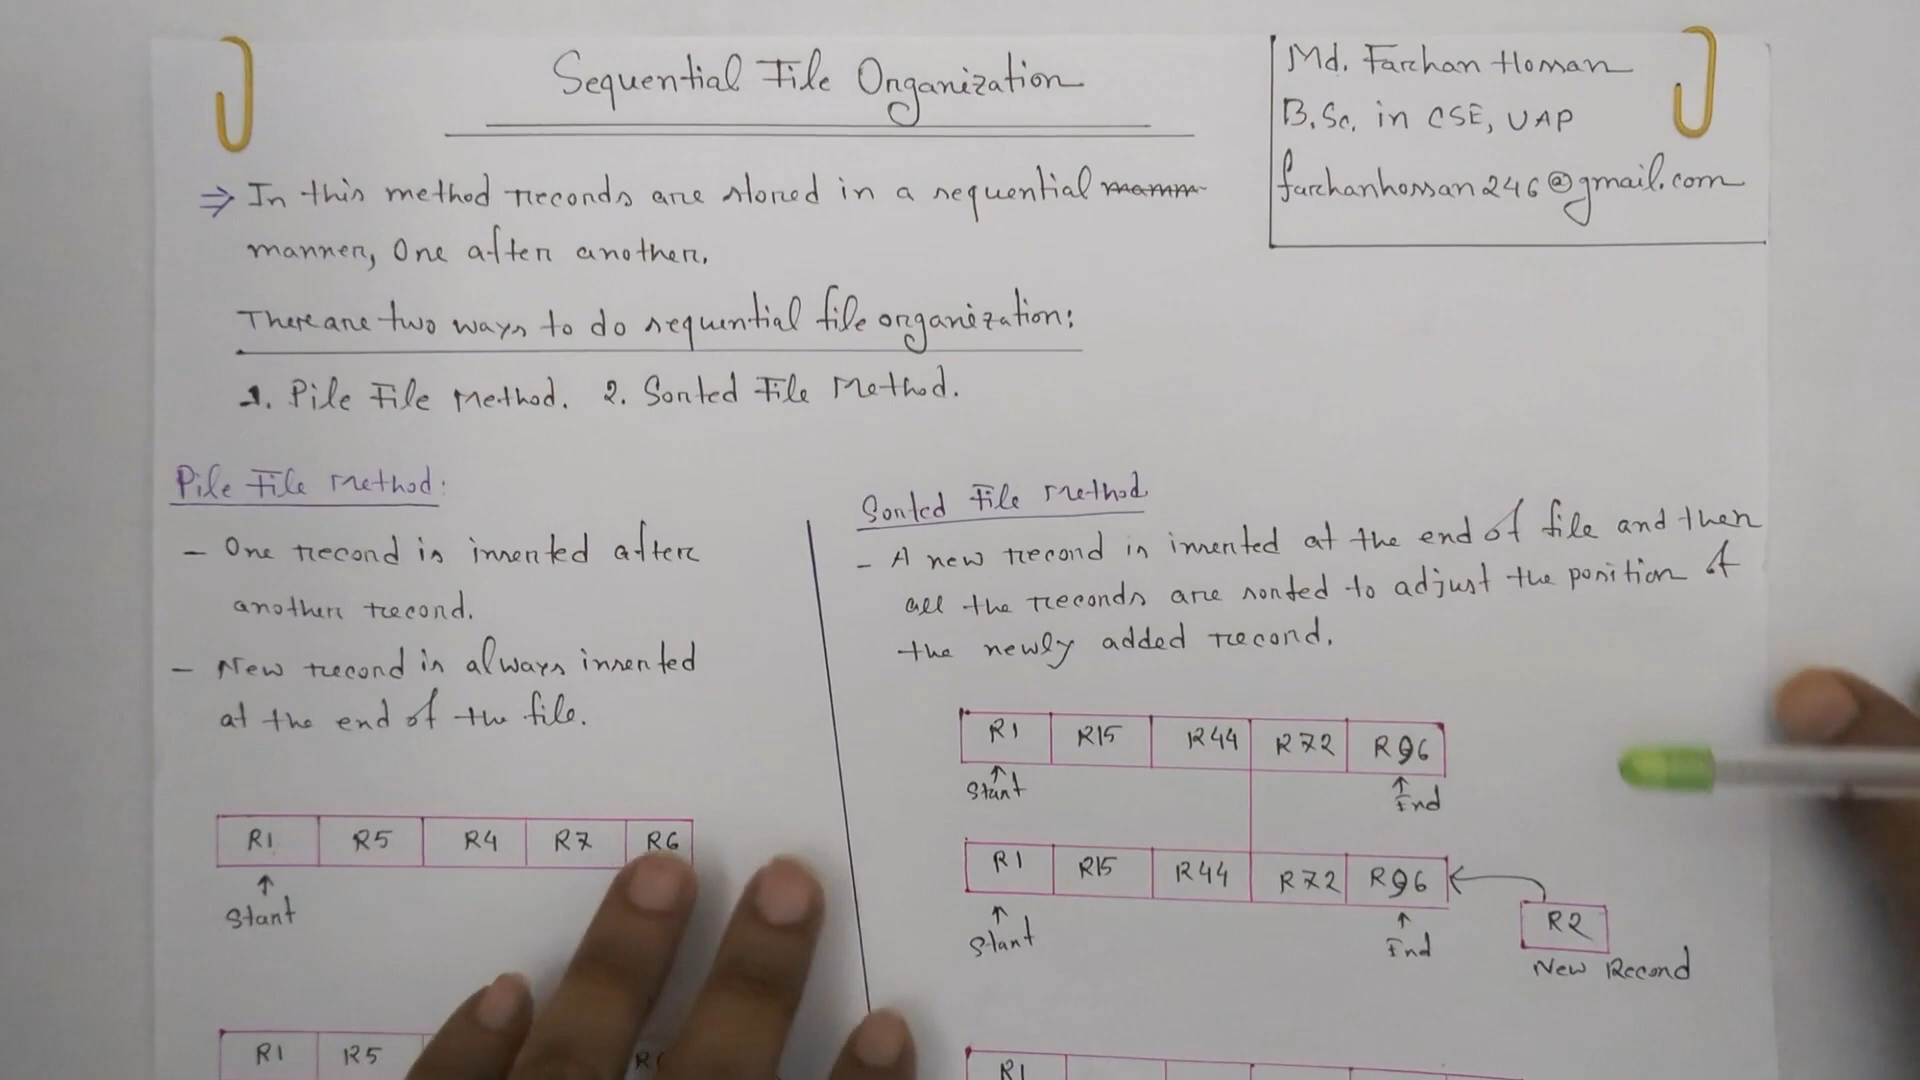 Sequential File Organization
Md. Farhan Hossan
B.Sc. in CSE, UAP
farhanhossan246@gmail.com
⇒ In this method records are stored in a sequential
manner, One after another.
There are two ways to do sequential file organization:
1. Pile File Method. 2. Sorted File Method.
Pile File Method:
- One record is inserted after
another record.
- New record is always inserted
at the end of the file.
R1 R5 R4 R7 R6
↑
Start
R1 R5
Sorted File Method
- A new record is inserted at the end of file and then
all the records are sorted to adjust the position of
the newly added record.
R1 R15 R44 R72 R96
↑ ↑
Start End
R1 R15 R44 R72 R96
↑ ↑
Start End
R2
New Record
R1